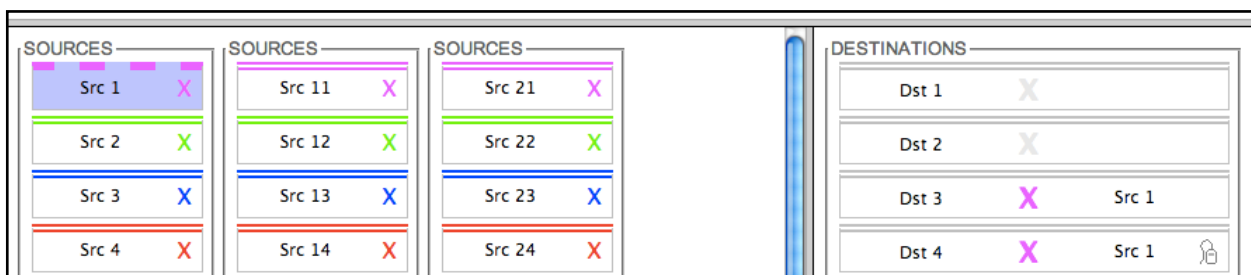 SOURCES SOURCES SOURCES DESTINATIONS
Src 1 X Src 11 X Src 21 X Dst 1 X
Src 2 X Src 12 X Src 22 X Dst 2 X
Src 3 X Src 13 X Src 23 X Dst 3 X Src 1
Src 4 X Src 14 X Src 24 X Dst 4 X Src 1